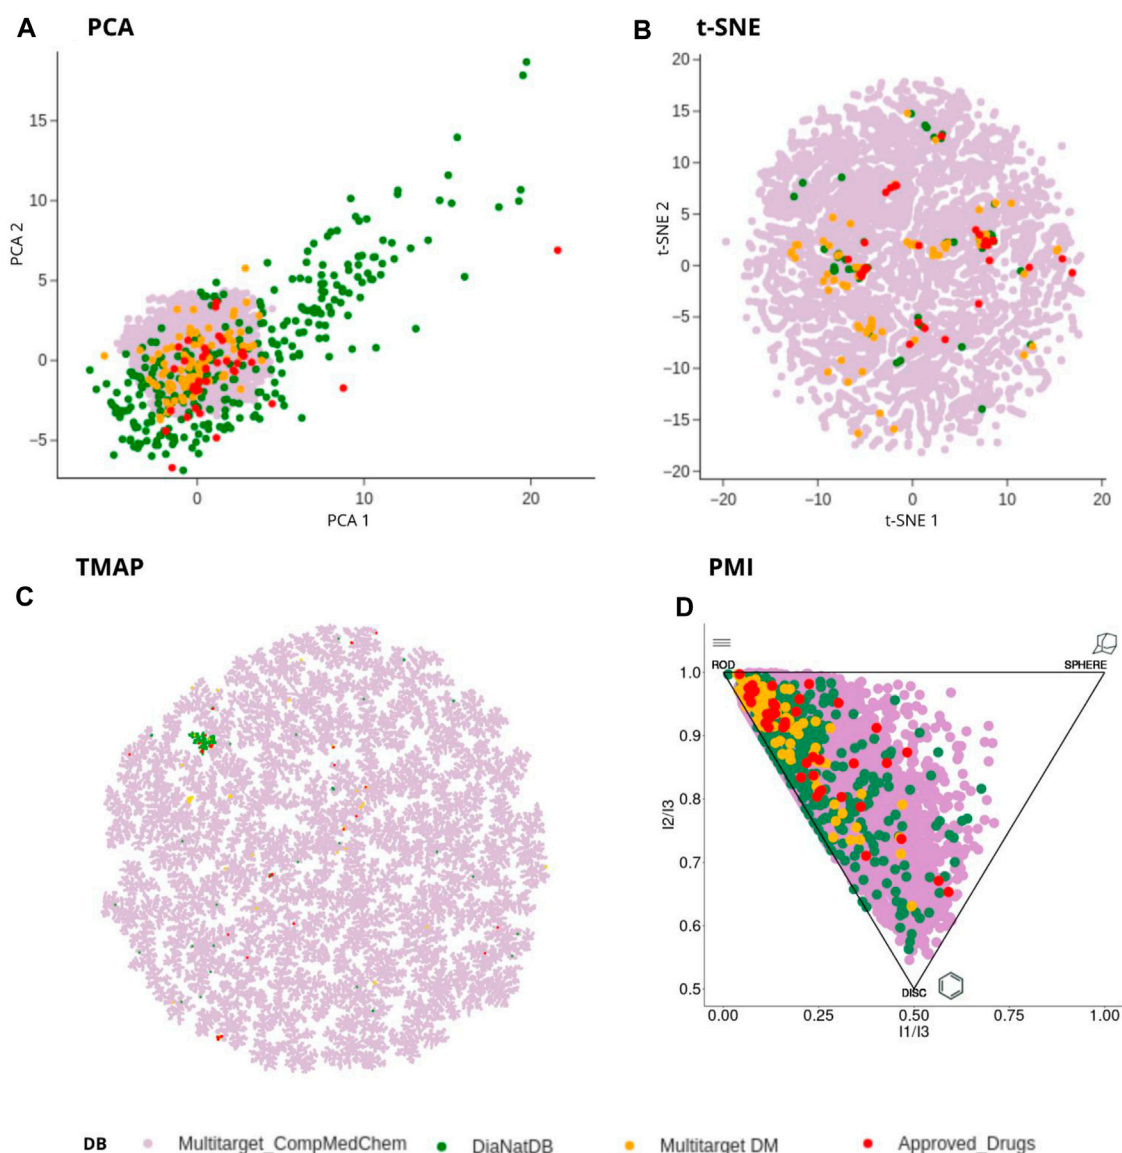 A PCA
PCA 2
15
10
5
0
−5
0 10 20
PCA 1
B t-SNE
t-SNE 2
20
15
10
5
0
−5
−10
−15
−20
−20 −10 0 10 20
t-SNE 1
TMAP
C
PMI
D
ROD SPHERE
I2/I3
1.0
0.9
0.8
0.7
0.6
0.5
DISC
0.00 0.25 0.50 0.75 1.00
I1/I3
DB Multitarget_CompMedChem DiaNatDB Multitarget DM Approved_Drugs